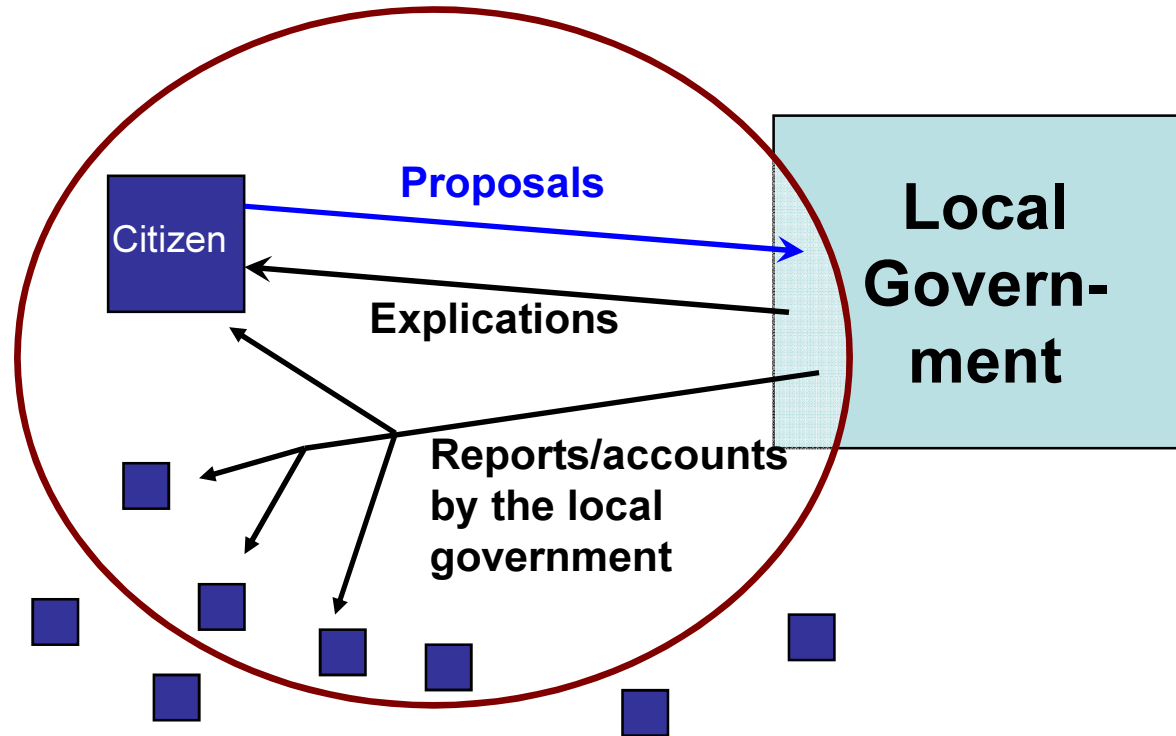 Proposals
Citizen
Explications
Local
Govern-
ment
Reports/accounts
by the local
government